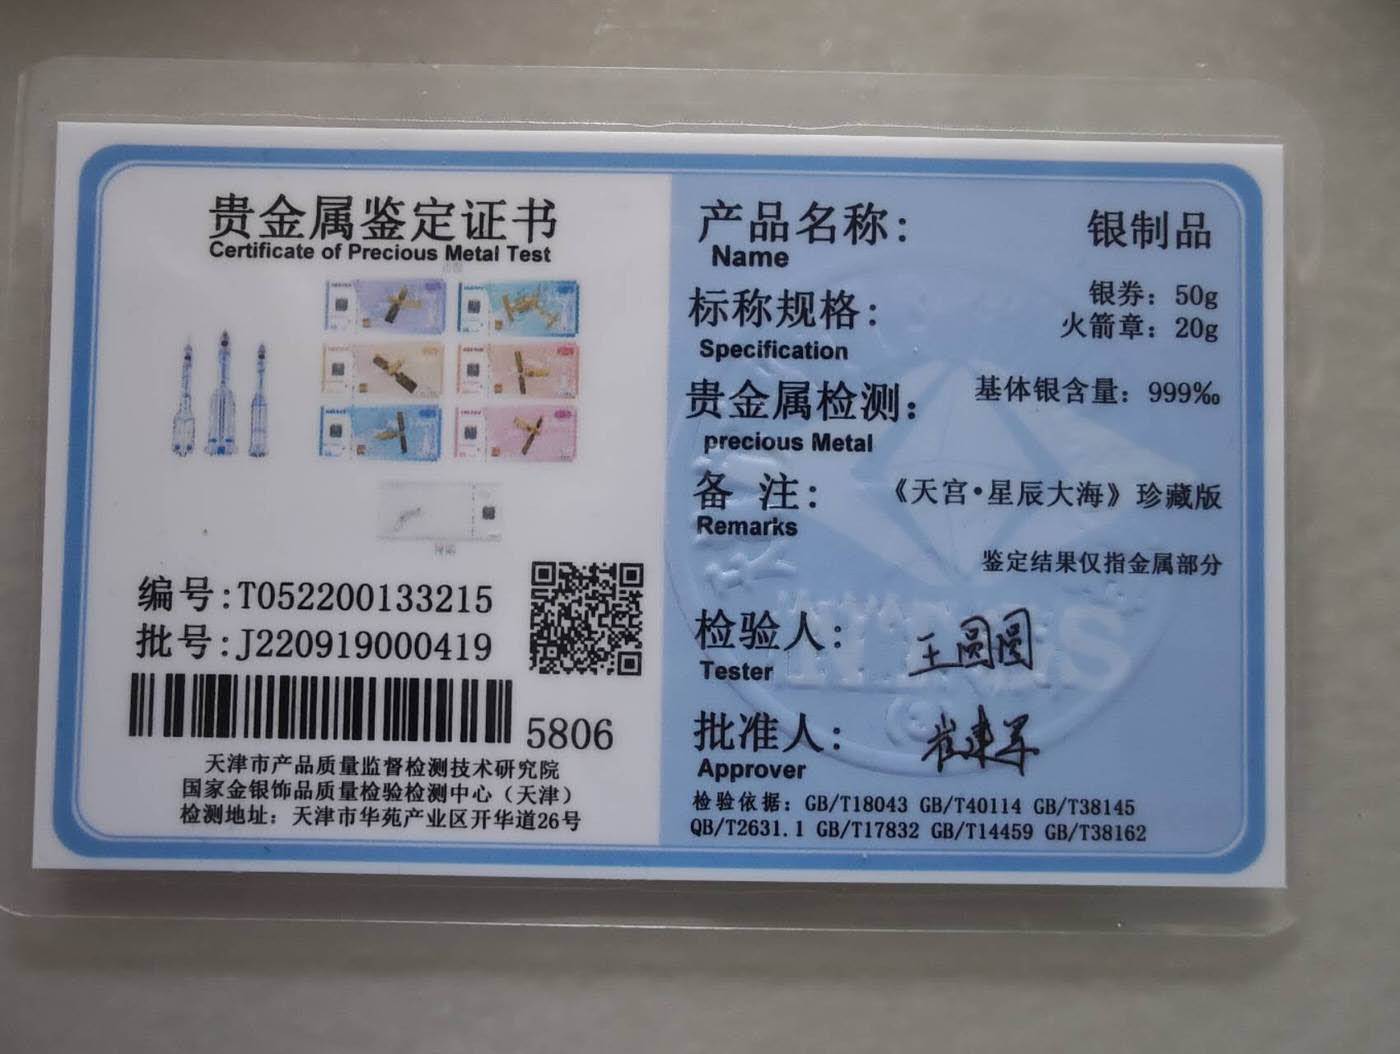 贵金属鉴定证书
Certificate of Precious Metal Test
编号:T052200133215
批号:J220919000419
5806
天津市产品质量监督检测技术研究院
国家金银饰品质量检验检测中心（天津）
检测地址：天津市华苑产业区开华道26号
产品名称： 银制品
Name
标称规格： 银券：50g
火箭章：20g
Specification
贵金属检测： 基体银含量：999‰
precious Metal
备 注： 《天宫•星辰大海》珍藏版
Remarks
鉴定结果仅指金属部分
检验人： 王圆圆
Tester
批准人： 崔建军
Approver
检验依据：GB/T18043 GB/T40114 GB/T38145
QB/T2631.1 GB/T17832 GB/T14459 GB/T38162